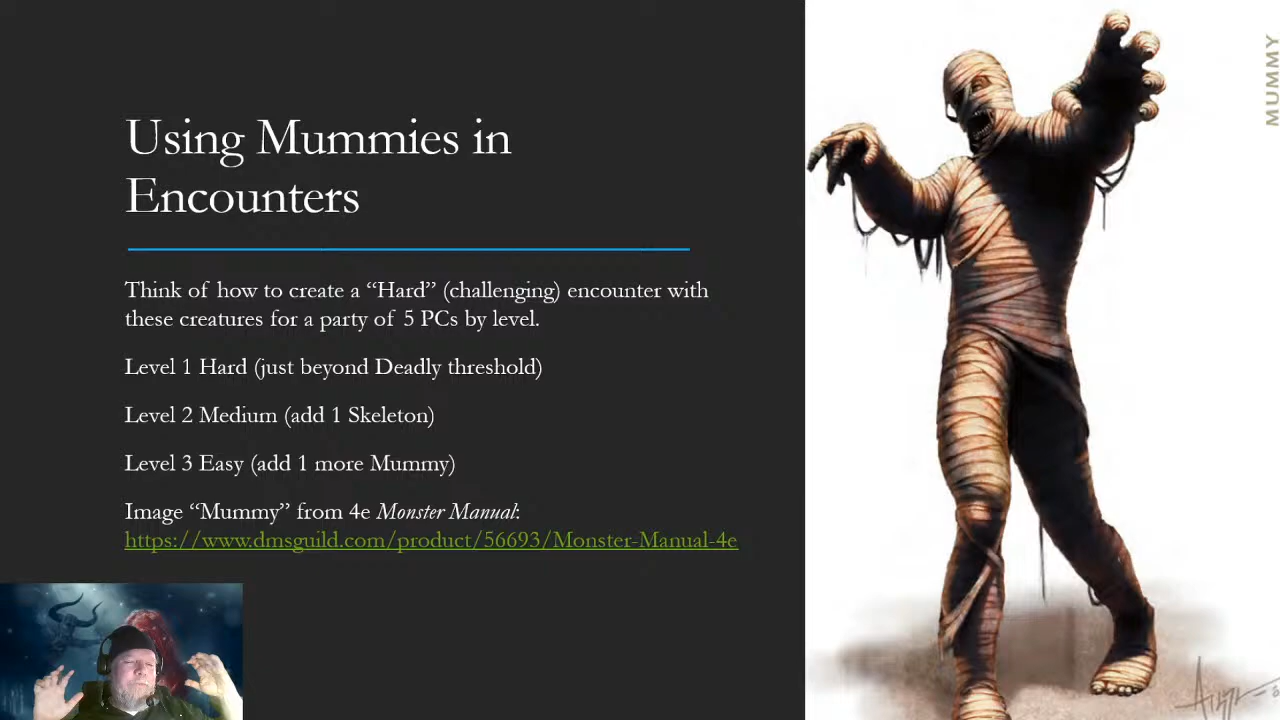 Using Mummies in
Encounters
Think of how to create a “Hard” (challenging) encounter with
these creatures for a party of 5 PCs by level.
Level 1 Hard (just beyond Deadly threshold)
Level 2 Medium (add 1 Skeleton)
Level 3 Easy (add 1 more Mummy)
Image “Mummy” from 4e Monster Manual:
https://www.dmsguild.com/product/56693/Monster-Manual-4e
MUMMY